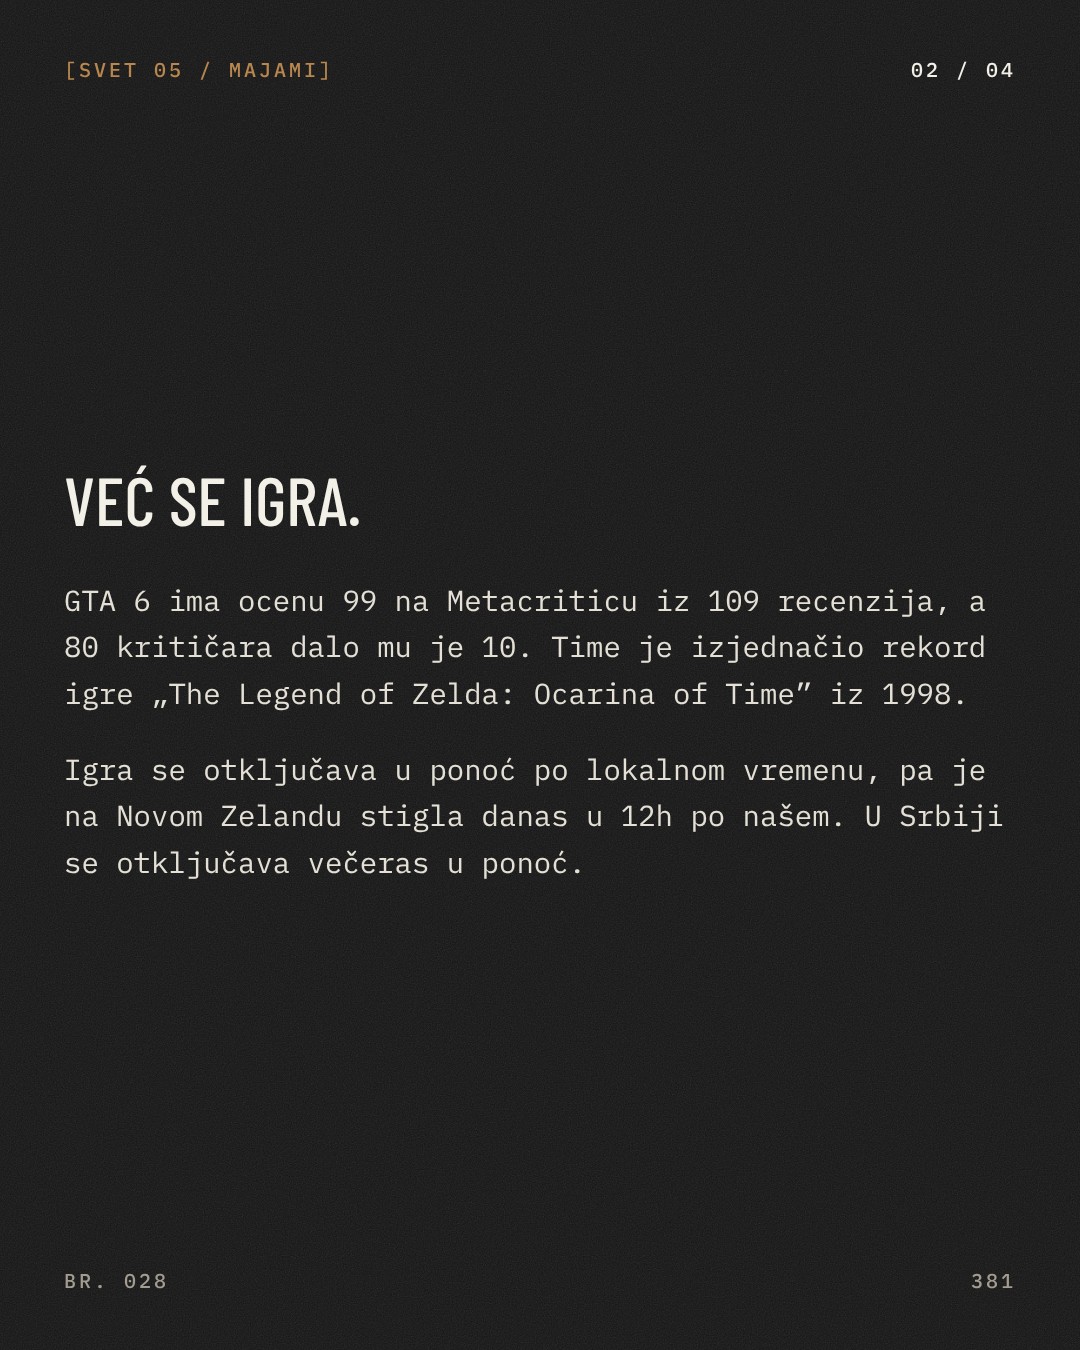 [SVET 05 / MAJAMI]
02 / 04
VEĆ SE IGRA.
GTA 6 ima ocenu 99 na Metacriticu iz 109 recenzija, a
80 kritičara dalo mu je 10. Time je izjednačio rekord
igre „The Legend of Zelda: Ocarina of Time” iz 1998.
Igra se otključava u ponoć po lokalnom vremenu, pa je
na Novom Zelandu stigla danas u 12h po našem. U Srbiji
se otključava večeras u ponoć.
BR. 028
381